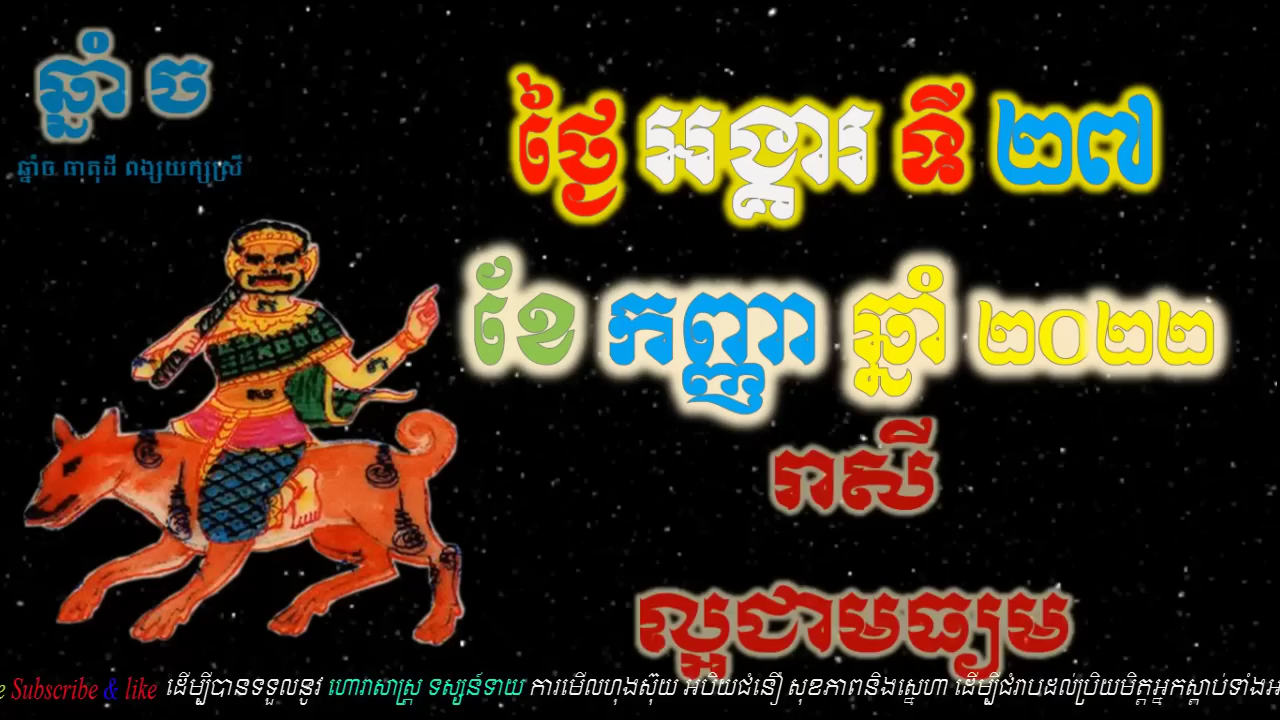 ឆ្នាំ ច
ឆ្នាំច ធាតុដី ពង្សយក្សស្រី
ថ្ងៃ អង្គារ ទី ២៧
ខែ កញ្ញា ឆ្នាំ ២០២២
រាសី
ល្អជាមធ្យម
Subscribe & like ដើម្បីបានទទួលនូវ ហោរាសាស្ត្រ ទស្សន៍ទាយ ការមើលហុងស៊ុយ អប់យជំនឿ សុខភាពនិងស្នេហា ដើម្បីជំរាបដល់ប្រិយមិត្តអ្នកស្តាប់ទាំងអ